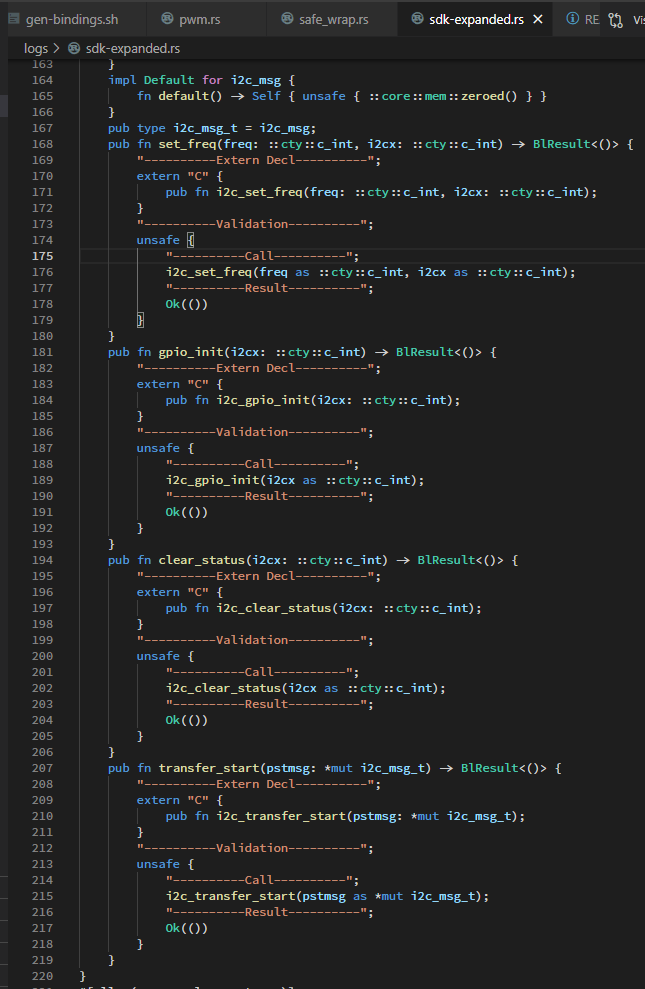 gen-bindings.sh pwm.rs safe_wrap.rs sdk-expanded.rs RE Vis
logs > sdk-expanded.rs
163 }
164 impl Default for i2c_msg {
165 fn default() -> Self { unsafe { ::core::mem::zeroed() } }
166 }
167 pub type i2c_msg_t = i2c_msg;
168 pub fn set_freq(freq: ::cty::c_int, i2cx: ::cty::c_int) -> BlResult<()> {
169 "----------Extern Decl----------";
170 extern "C" {
171 pub fn i2c_set_freq(freq: ::cty::c_int, i2cx: ::cty::c_int);
172 }
173 "----------Validation----------";
174 unsafe {
175 "----------Call----------";
176 i2c_set_freq(freq as ::cty::c_int, i2cx as ::cty::c_int);
177 "----------Result----------";
178 Ok(())
179 }
180 }
181 pub fn gpio_init(i2cx: ::cty::c_int) -> BlResult<()> {
182 "----------Extern Decl----------";
183 extern "C" {
184 pub fn i2c_gpio_init(i2cx: ::cty::c_int);
185 }
186 "----------Validation----------";
187 unsafe {
188 "----------Call----------";
189 i2c_gpio_init(i2cx as ::cty::c_int);
190 "----------Result----------";
191 Ok(())
192 }
193 }
194 pub fn clear_status(i2cx: ::cty::c_int) -> BlResult<()> {
195 "----------Extern Decl----------";
196 extern "C" {
197 pub fn i2c_clear_status(i2cx: ::cty::c_int);
198 }
199 "----------Validation----------";
200 unsafe {
201 "----------Call----------";
202 i2c_clear_status(i2cx as ::cty::c_int);
203 "----------Result----------";
204 Ok(())
205 }
206 }
207 pub fn transfer_start(pstmsg: *mut i2c_msg_t) -> BlResult<()> {
208 "----------Extern Decl----------";
209 extern "C" {
210 pub fn i2c_transfer_start(pstmsg: *mut i2c_msg_t);
211 }
212 "----------Validation----------";
213 unsafe {
214 "----------Call----------";
215 i2c_transfer_start(pstmsg as *mut i2c_msg_t);
216 "----------Result----------";
217 Ok(())
218 }
219 }
220 }